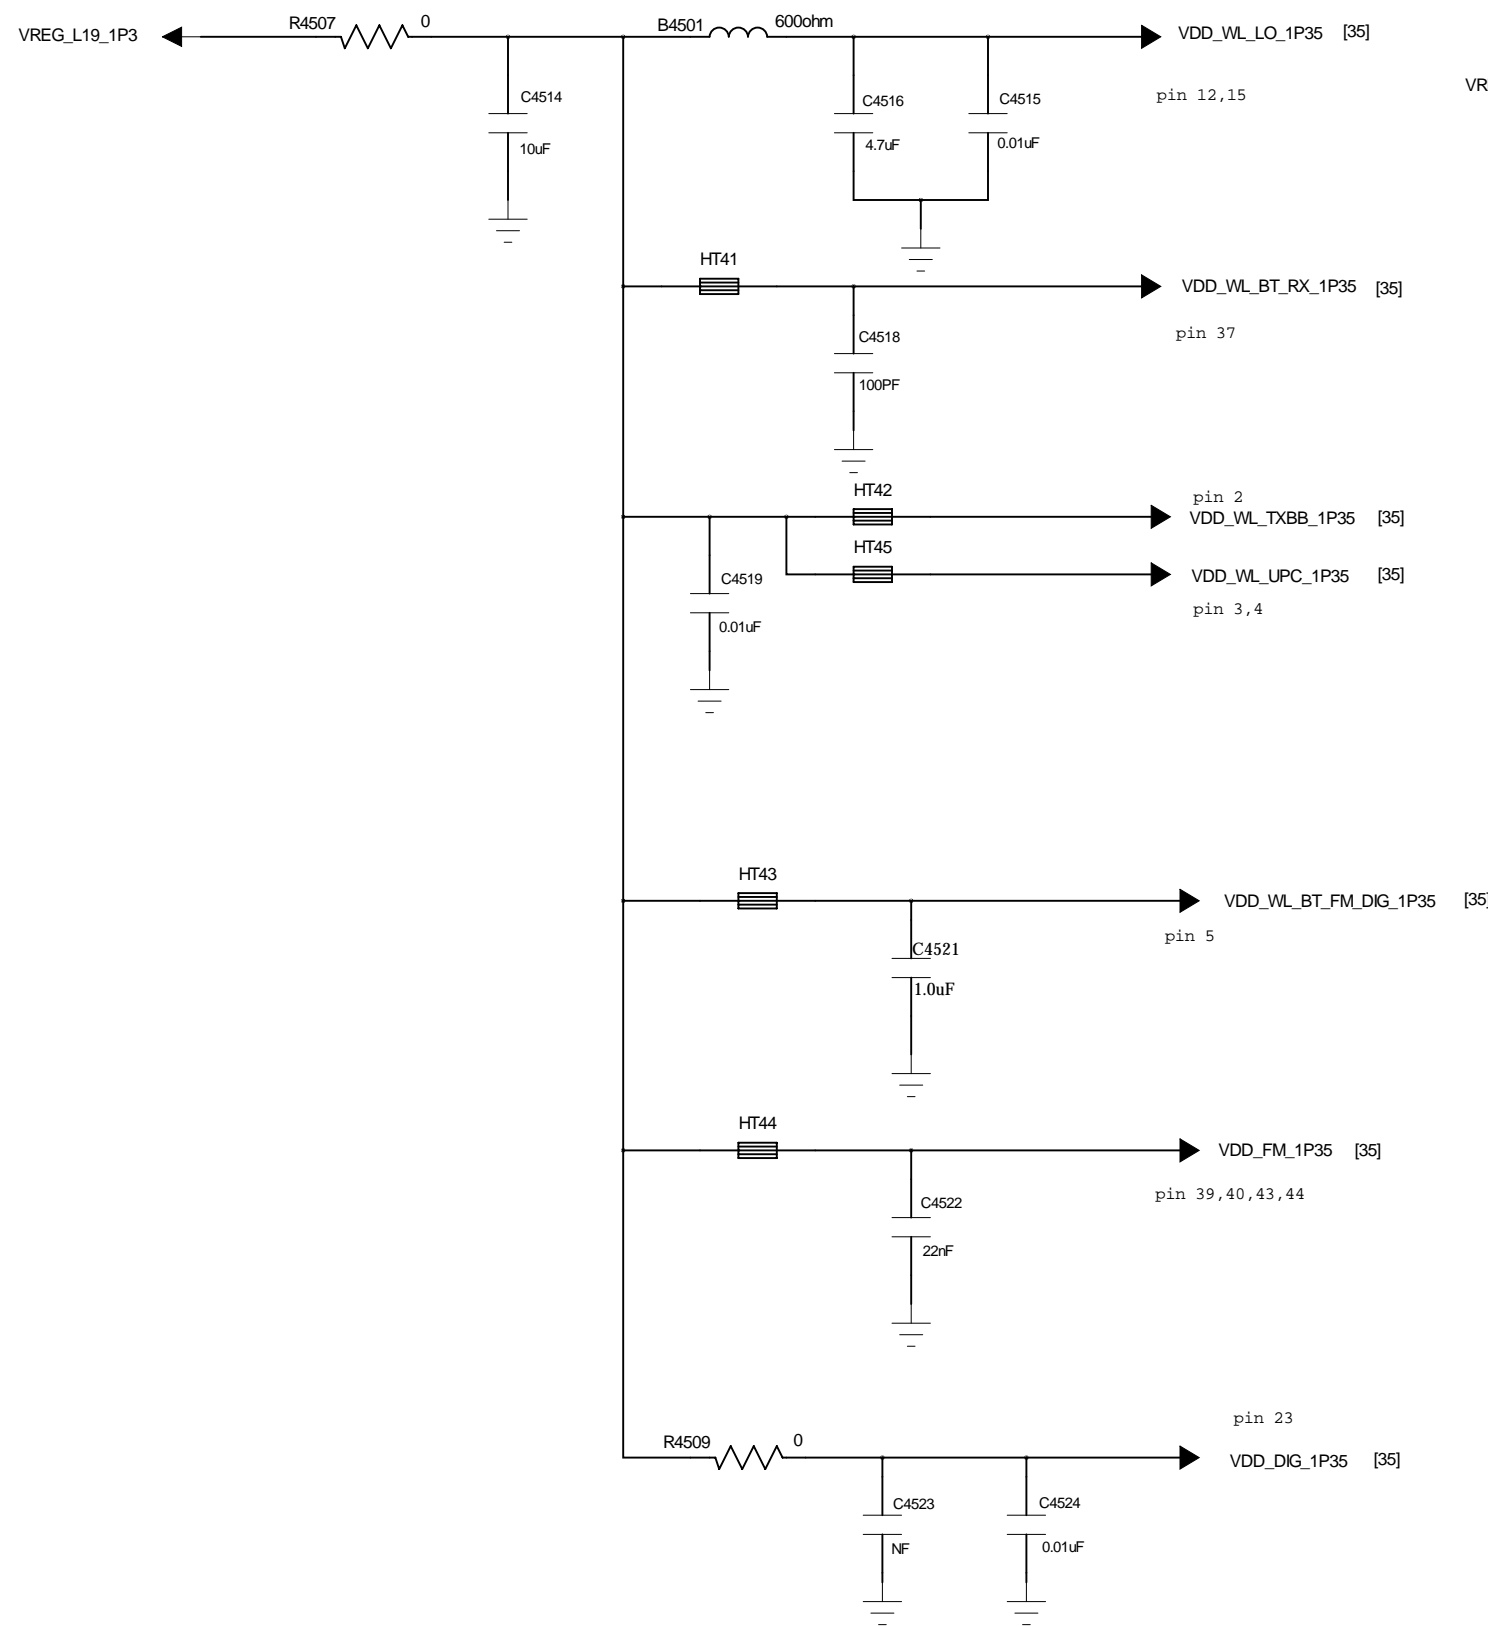 R4507 0 B4501 600ohm
VREG_L19_1P3 VDD_WL_LO_1P35 [35]
VR
C4514 C4516 C4515 pin 12,15
10uF 4.7uF 0.01uF
HT41
VDD_WL_BT_RX_1P35 [35]
C4518 pin 37
100PF
HT42 pin 2
VDD_WL_TXBB_1P35 [35]
HT45
C4519 VDD_WL_UPC_1P35 [35]
pin 3,4
0.01uF
HT43
VDD_WL_BT_FM_DIG_1P35 [35]
pin 5
C4521
1.0uF
HT44
VDD_FM_1P35 [35]
pin 39,40,43,44
C4522
22nF
pin 23
R4509 0
VDD_DIG_1P35 [35]
C4523 C4524
NF 0.01uF